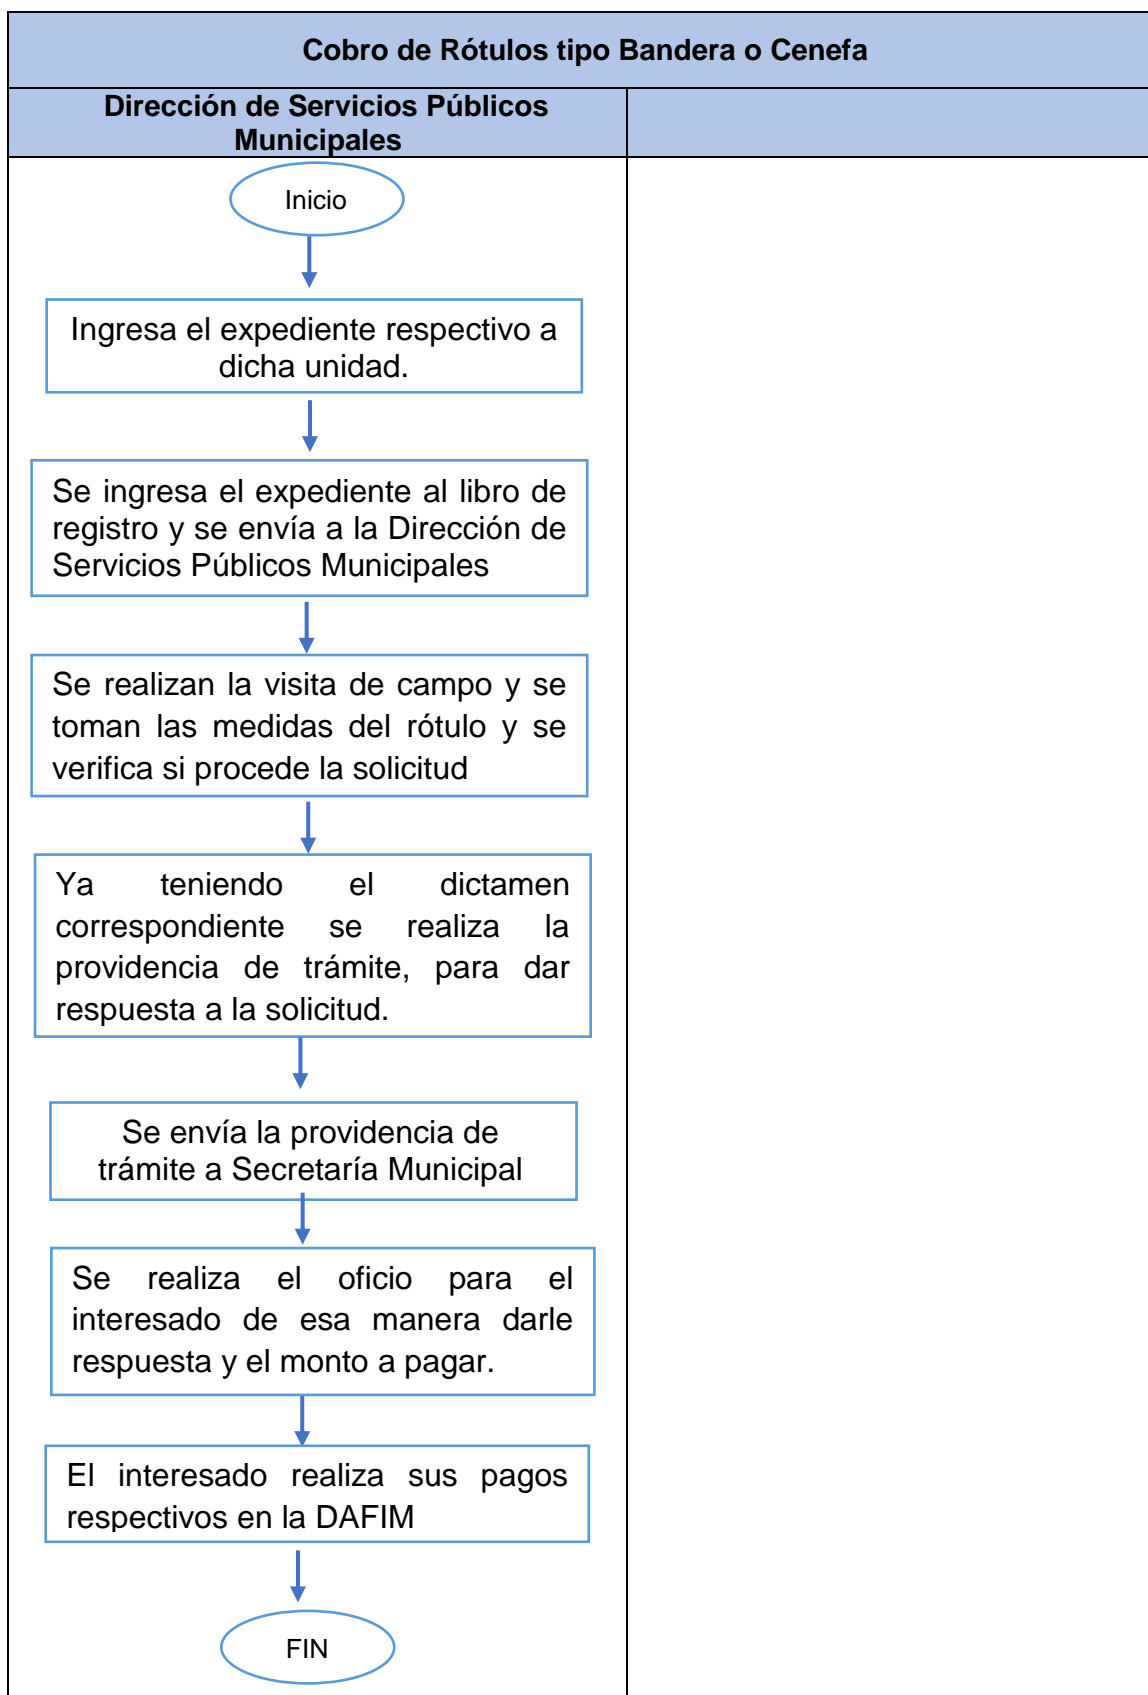 Cobro de Rótulos tipo Bandera o Cenefa
Dirección de Servicios Públicos
Municipales
Inicio
Ingresa el expediente respectivo a
dicha unidad.
Se ingresa el expediente al libro de
registro y se envía a la Dirección de
Servicios Públicos Municipales
Se realizan la visita de campo y se
toman las medidas del rótulo y se
verifica si procede la solicitud
Ya teniendo el dictamen
correspondiente se realiza la
providencia de trámite, para dar
respuesta a la solicitud.
Se envía la providencia de
trámite a Secretaría Municipal
Se realiza el oficio para el
interesado de esa manera darle
respuesta y el monto a pagar.
El interesado realiza sus pagos
respectivos en la DAFIM
FIN